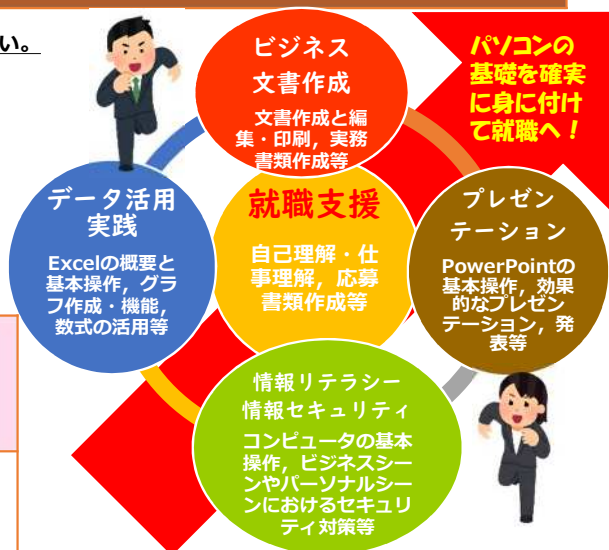 い。
ビジネス
文書作成
文書作成と編
集・印刷，実務
書類作成等
パソコンの
基礎を確実
に身に付け
て就職へ！
データ活用
実践
Excelの概要と
基本操作，グラ
フ作成・機能，
数式の活用等
就職支援
自己理解・仕
事理解，応募
書類作成等
プレゼン
テーション
PowerPointの
基本操作，効果
的なプレゼン
テーション，発
表等
情報リテラシー
情報セキュリティ
コンピュータの基本
操作，ビジネスシー
ンやパーソナルシー
ンにおけるセキュリ
ティ対策等